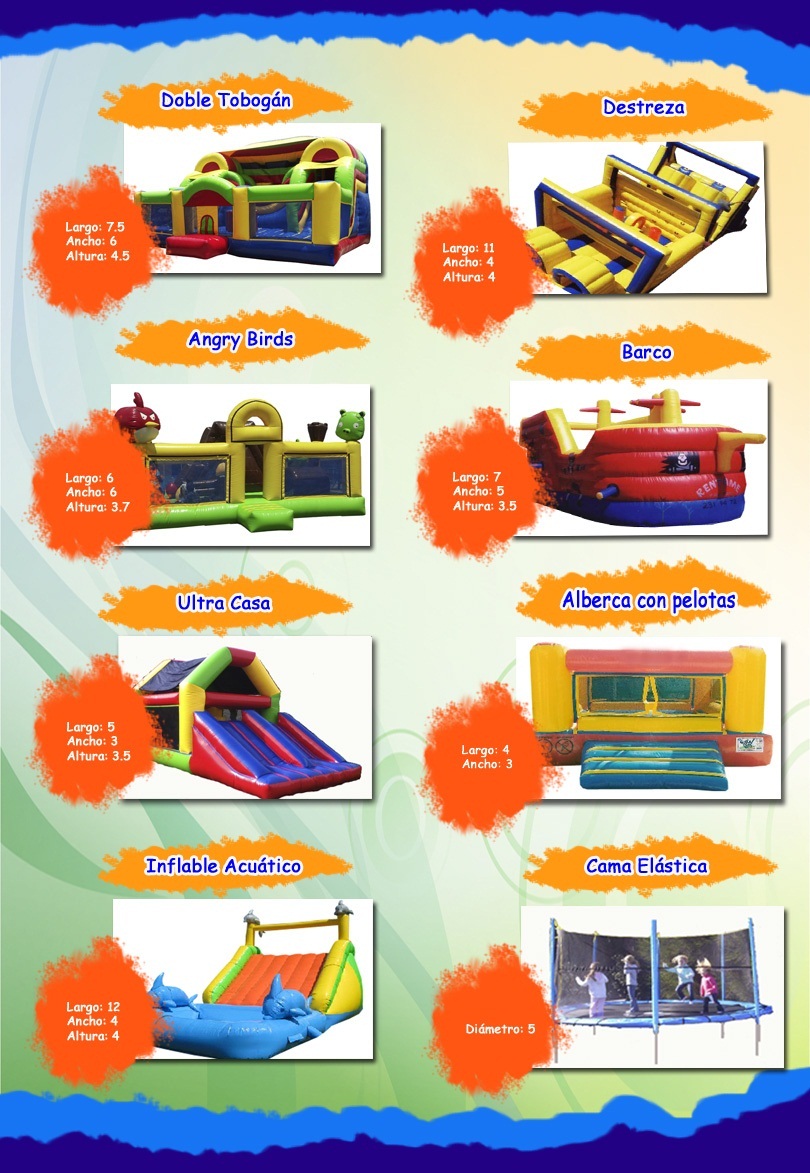 Doble Tobogán
Largo: 7.5
Ancho: 6
Altura: 4.5
Destreza
Largo: 11
Ancho: 4
Altura: 4
Angry Birds
Largo: 6
Ancho: 6
Altura: 3.7
Barco
Largo: 7
Ancho: 5
Altura: 3.5
Ultra Casa
Largo: 5
Ancho: 3
Altura: 3.5
Alberca con pelotas
Largo: 4
Ancho: 3
Inflable Acuático
Largo: 12
Ancho: 4
Altura: 4
Cama Elástica
Diámetro: 5